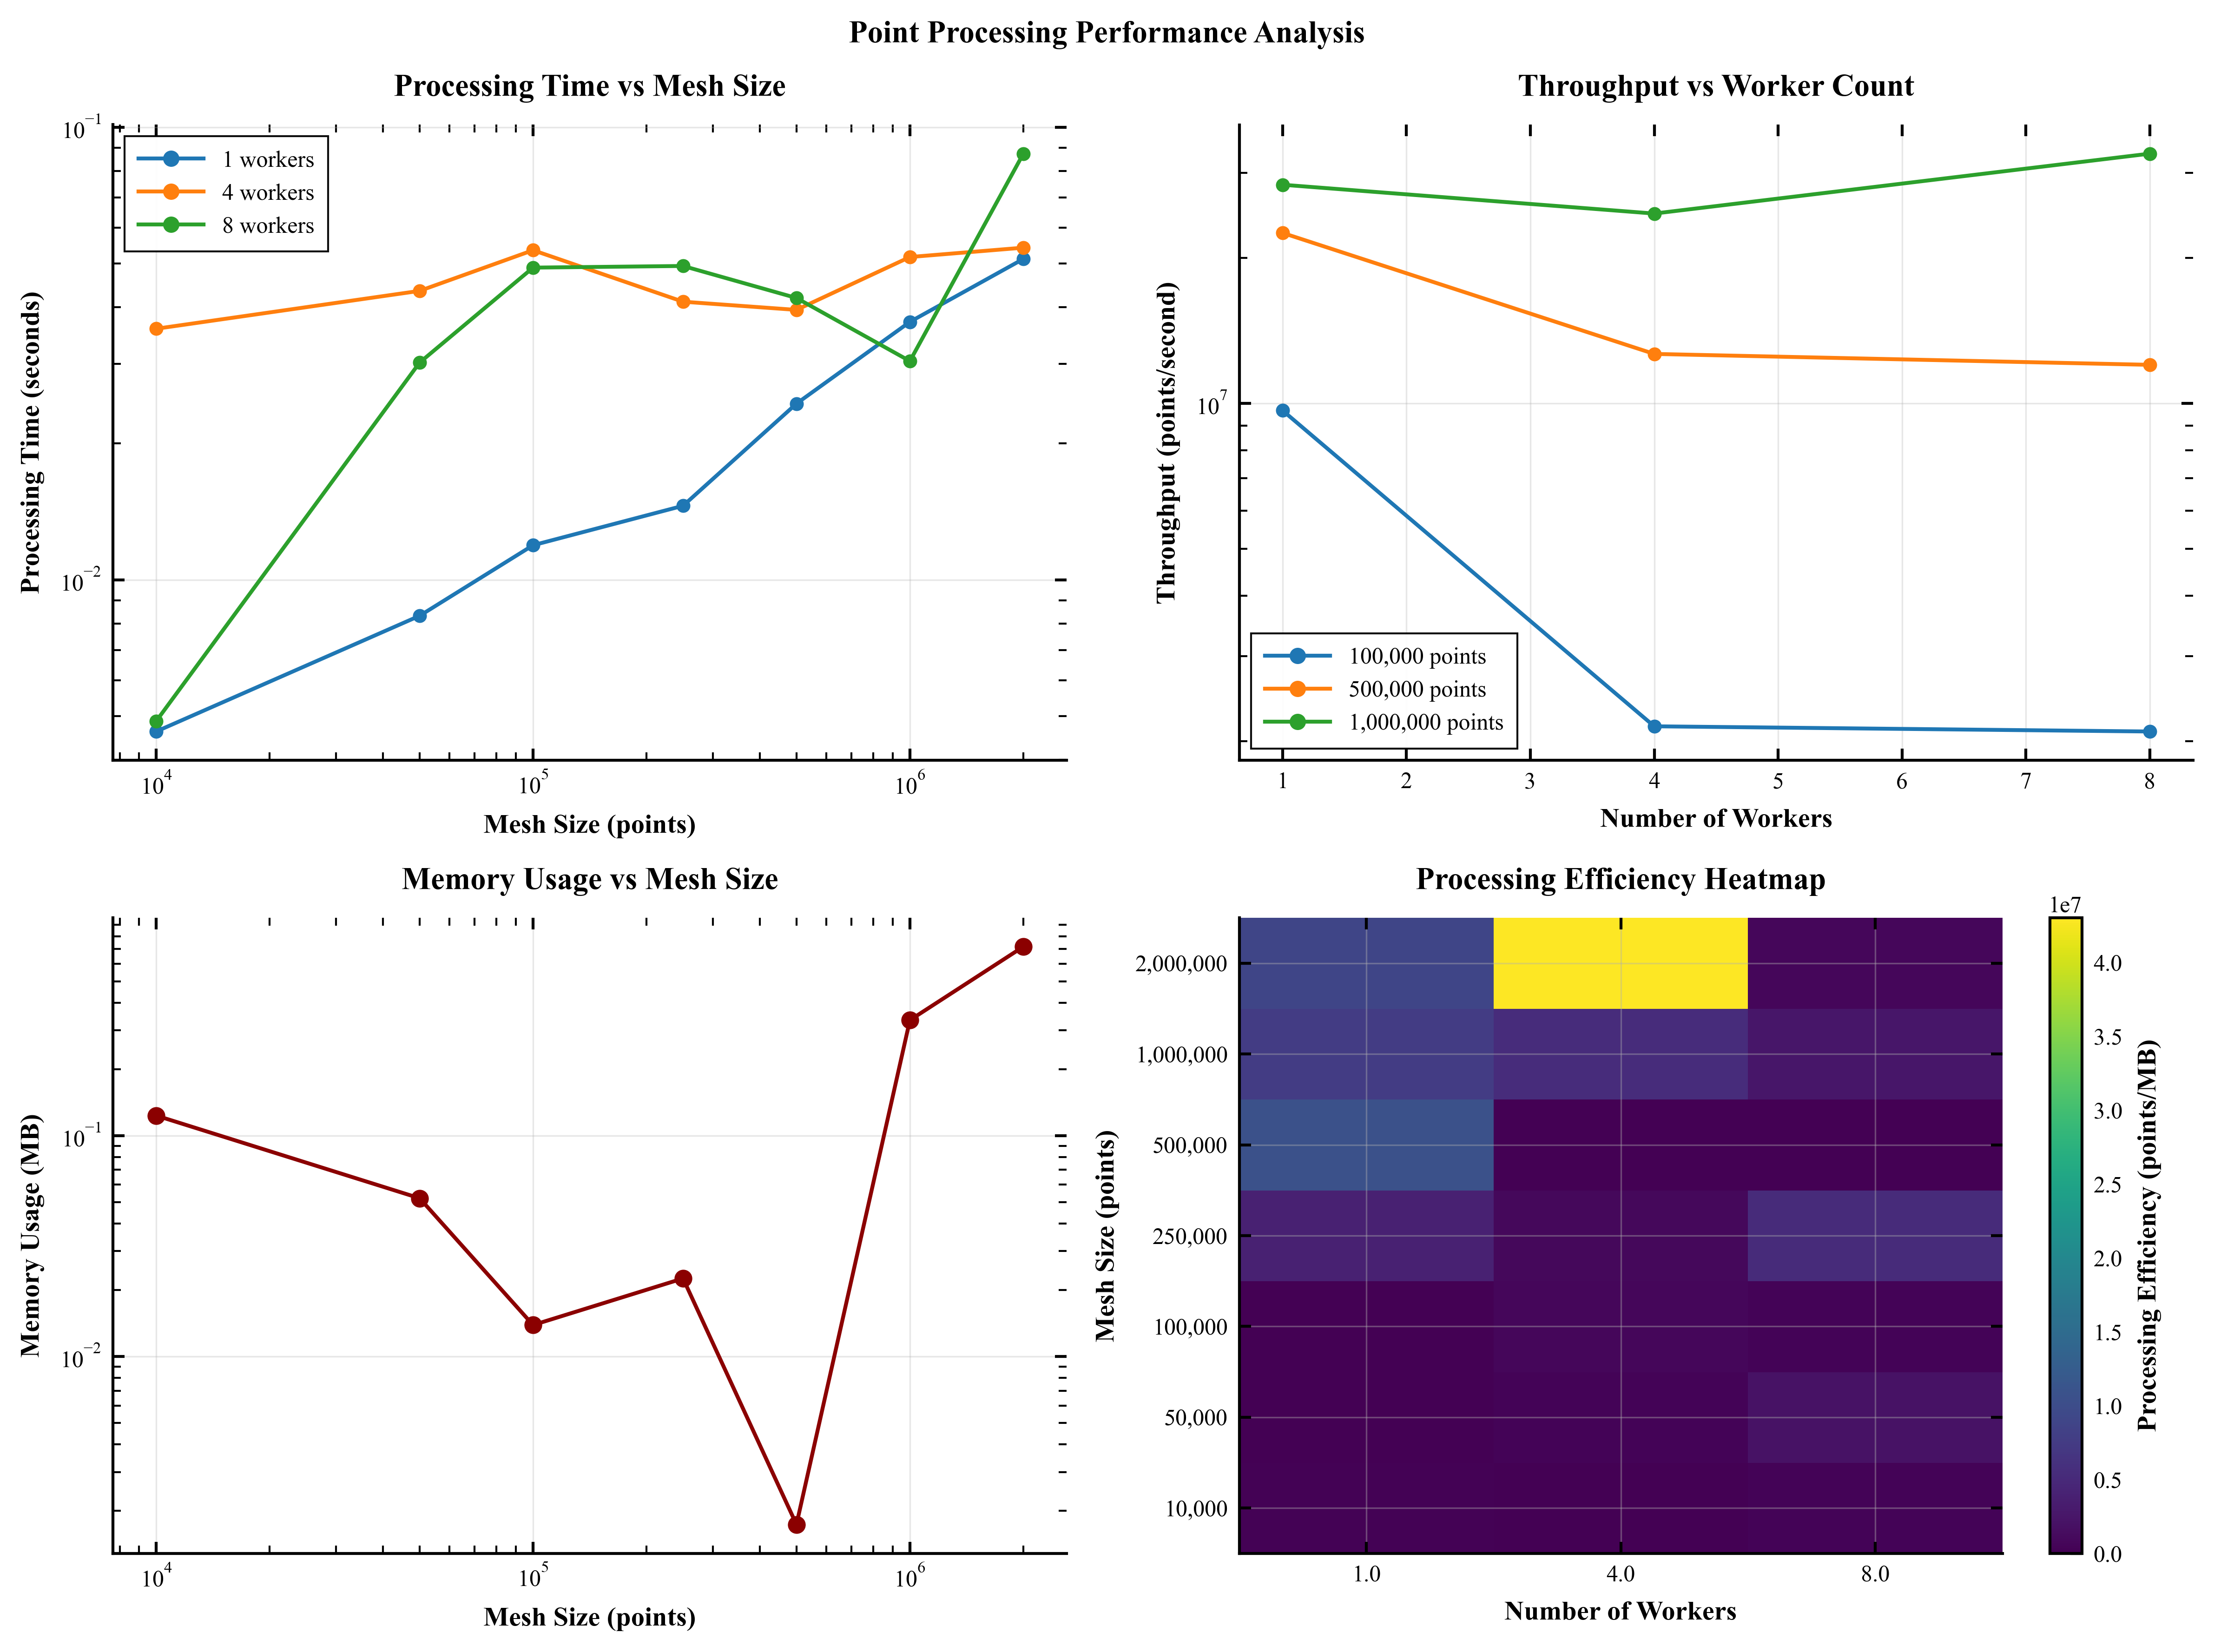 Point Processing Performance Analysis
Processing Time vs Mesh Size
10⁻¹
10⁻²
10⁴
10⁵
10⁶
Processing Time (seconds)
Mesh Size (points)
1 workers
4 workers
8 workers
Throughput vs Worker Count
10⁷
1
2
3
4
5
6
7
8
Throughput (points/second)
Number of Workers
100,000 points
500,000 points
1,000,000 points
Memory Usage vs Mesh Size
10⁻¹
10⁻²
10⁴
10⁵
10⁶
Memory Usage (MB)
Mesh Size (points)
Processing Efficiency Heatmap
2,000,000
1,000,000
500,000
250,000
100,000
50,000
10,000
1.0
4.0
8.0
Mesh Size (points)
Number of Workers
1e7
4.0
3.5
3.0
2.5
2.0
1.5
1.0
0.5
0.0
Processing Efficiency (points/MB)